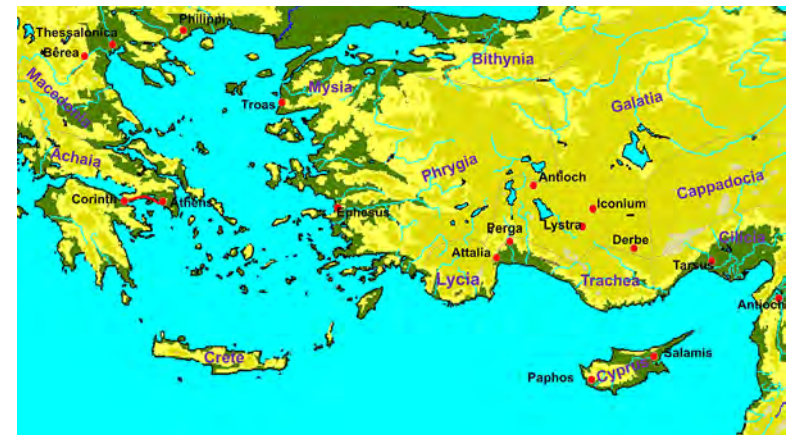 Philippi
Thessalonica
Berea
Bithynia
Mysia
Troas
Macedonia
Galatia
Achaia
Phrygia
Antioch
Cappadocia
Corinth
Athens
Ephesus
Iconium
Lystra
Perga
Derbe
Cilicia
Attalia
Tarsus
Lycia
Trachea
Antioch
Crete
Salamis
Cyprus
Paphos